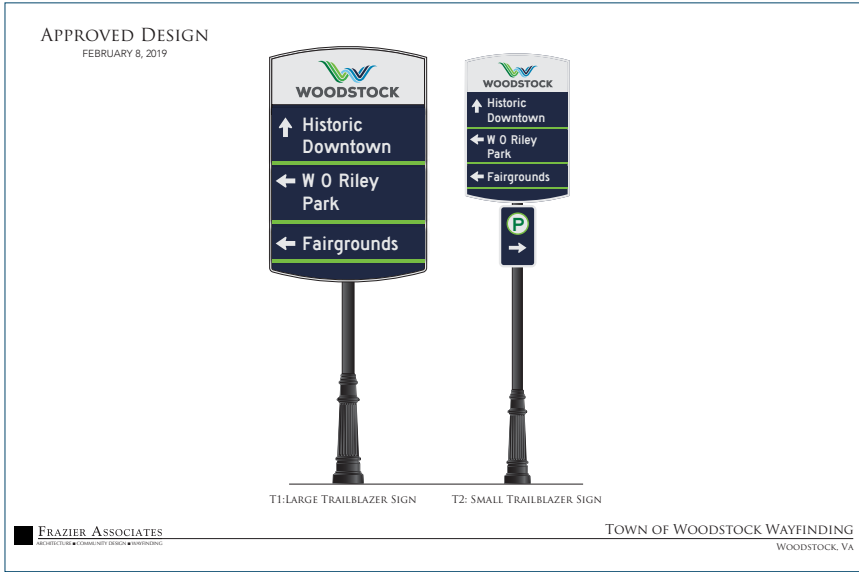 APPROVED DESIGN
FEBRUARY 8, 2019
WOODSTOCK
Historic
Downtown
W O Riley
Park
Fairgrounds
WOODSTOCK
Historic
Downtown
W O Riley
Park
Fairgrounds
P
T1:LARGE TRAILBLAZER SIGN
T2: SMALL TRAILBLAZER SIGN
FRAZIER ASSOCIATES
ARCHITECTURE ■ COMMUNITY DESIGN ■ WAYFINDING
TOWN OF WOODSTOCK WAYFINDING
WOODSTOCK, VA